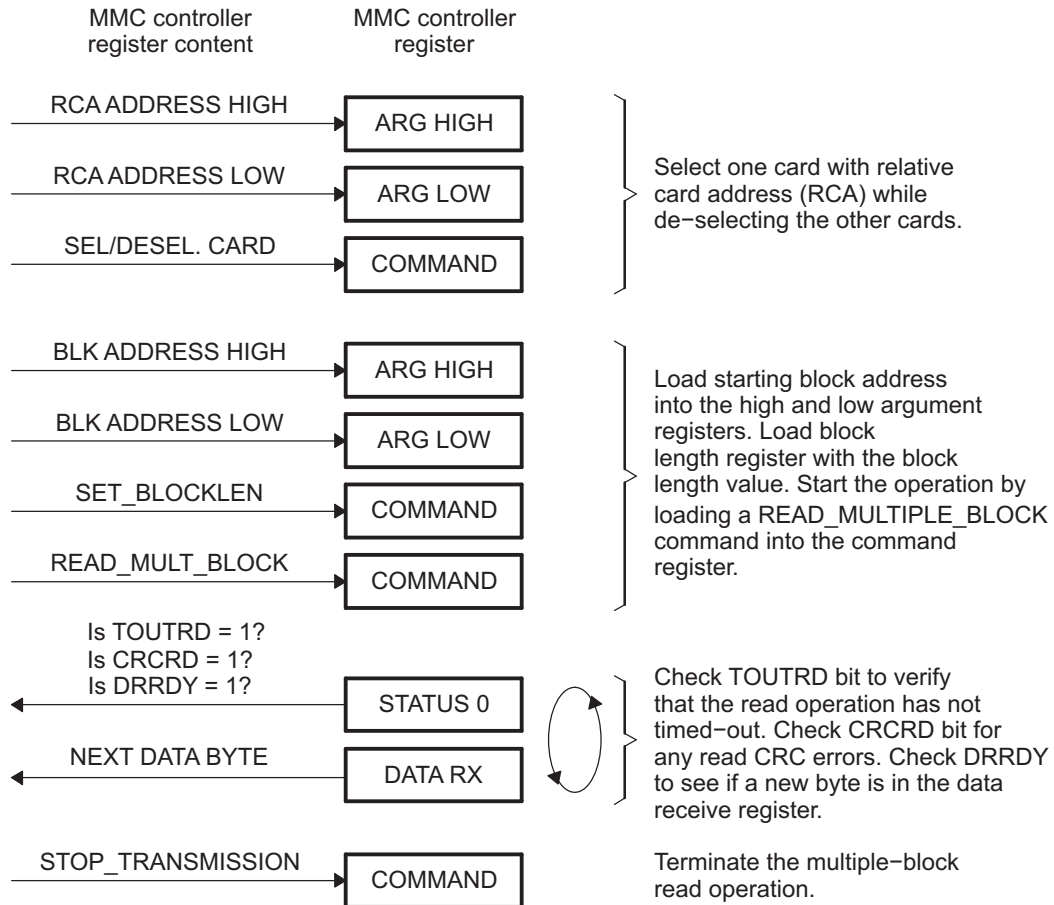 MMC controller
register content
MMC controller
register
RCA ADDRESS HIGH
ARG HIGH
RCA ADDRESS LOW
ARG LOW
SEL/DESEL. CARD
COMMAND
Select one card with relative
card address (RCA) while
de−selecting the other cards.
BLK ADDRESS HIGH
ARG HIGH
BLK ADDRESS LOW
ARG LOW
SET_BLOCKLEN
COMMAND
READ_MULT_BLOCK
COMMAND
Load starting block address
into the high and low argument
registers. Load block
length register with the block
length value. Start the operation by
loading a READ_MULTIPLE_BLOCK
command into the command
register.
Is TOUTRD = 1?
Is CRCRD = 1?
Is DRRDY = 1?
STATUS 0
NEXT DATA BYTE
DATA RX
Check TOUTRD bit to verify
that the read operation has not
timed−out. Check CRCRD bit for
any read CRC errors. Check DRRDY
to see if a new byte is in the data
receive register.
STOP_TRANSMISSION
COMMAND
Terminate the multiple−block
read operation.